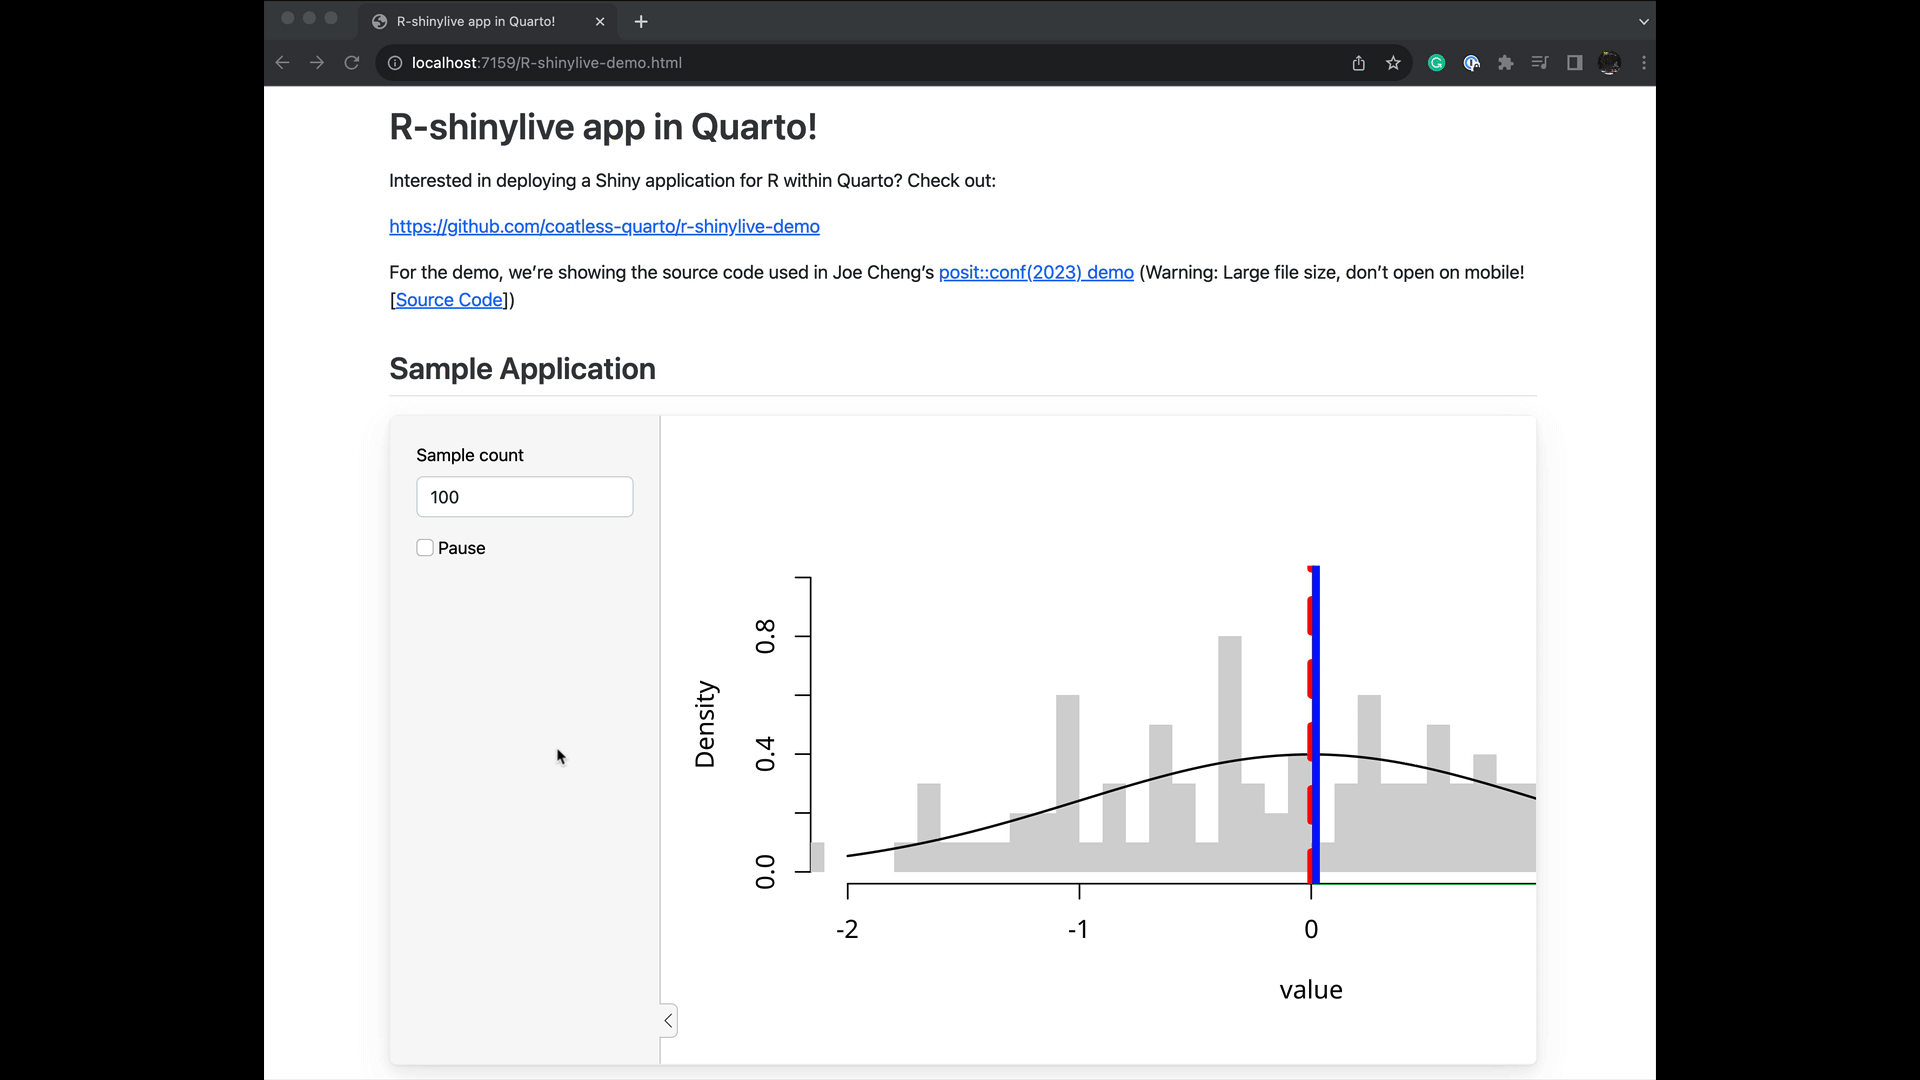 R-shinylive app in Quarto!
localhost:7159/R-shinylive-demo.html
G
R-shinylive app in Quarto!
Interested in deploying a Shiny application for R within Quarto? Check out:
https://github.com/coatless-quarto/r-shinylive-demo
For the demo, we’re showing the source code used in Joe Cheng’s posit::conf(2023) demo (Warning: Large file size, don’t open on mobile!
[Source Code])
Sample Application
Sample count
100
Pause
Density
0.8
0.4
0.0
-2 -1 0
value